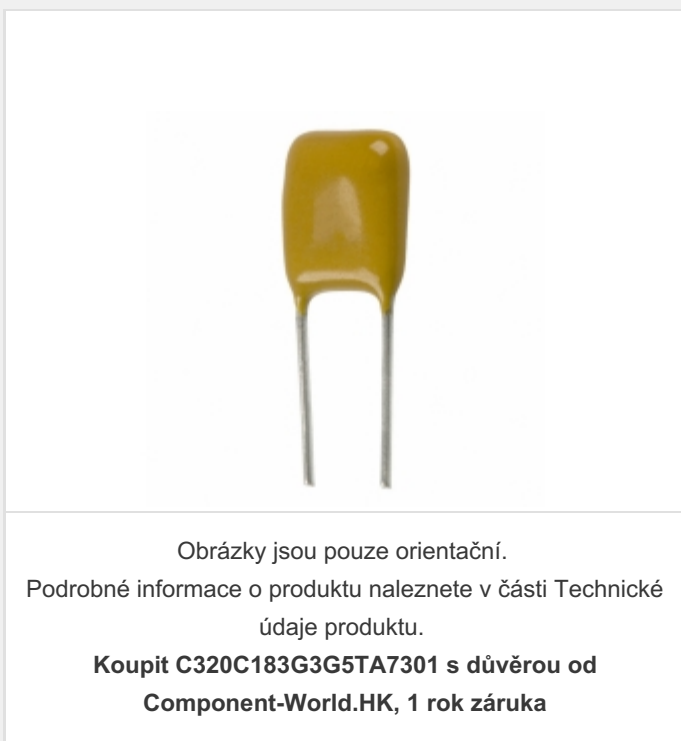 Obrázky jsou pouze orientační.
Podrobné informace o produktu naleznete v části Technické
údaje produktu.
Koupit C320C183G3G5TA7301 s důvěrou od
Component-World.HK, 1 rok záruka